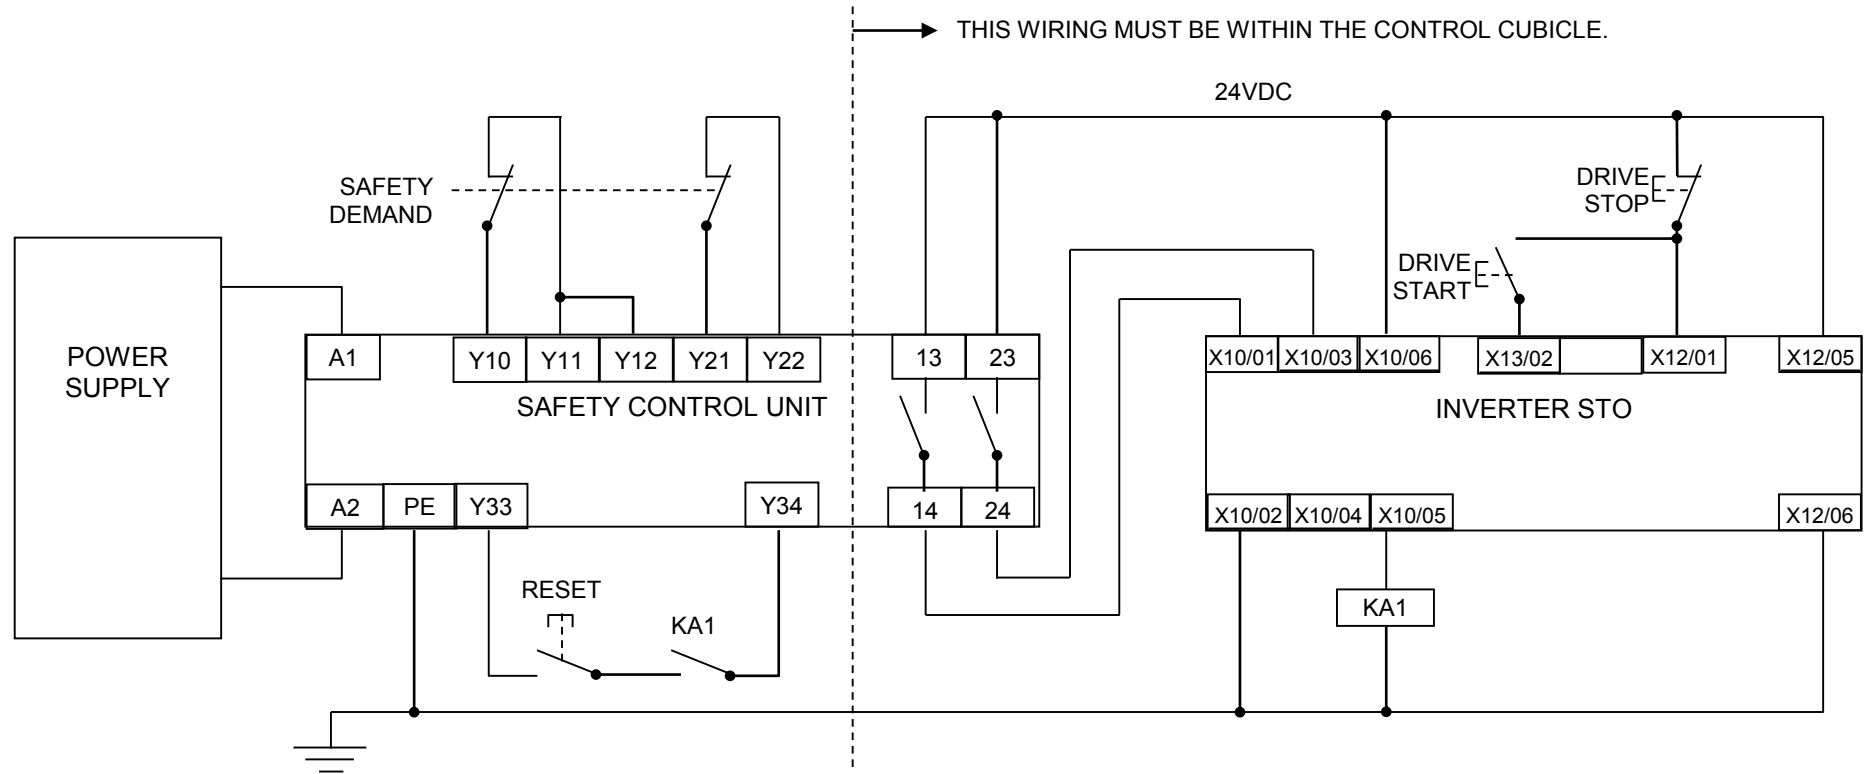 THIS WIRING MUST BE WITHIN THE CONTROL CUBICLE.
24VDC
SAFETY
DEMAND
DRIVE
STOP
DRIVE
START
POWER
SUPPLY
A1
Y10
Y11
Y12
Y21
Y22
13
23
X10/01
X10/03
X10/06
X13/02
X12/01
X12/05
SAFETY CONTROL UNIT
INVERTER STO
A2
PE
Y33
Y34
14
24
X10/02
X10/04
X10/05
X12/06
RESET
KA1
KA1